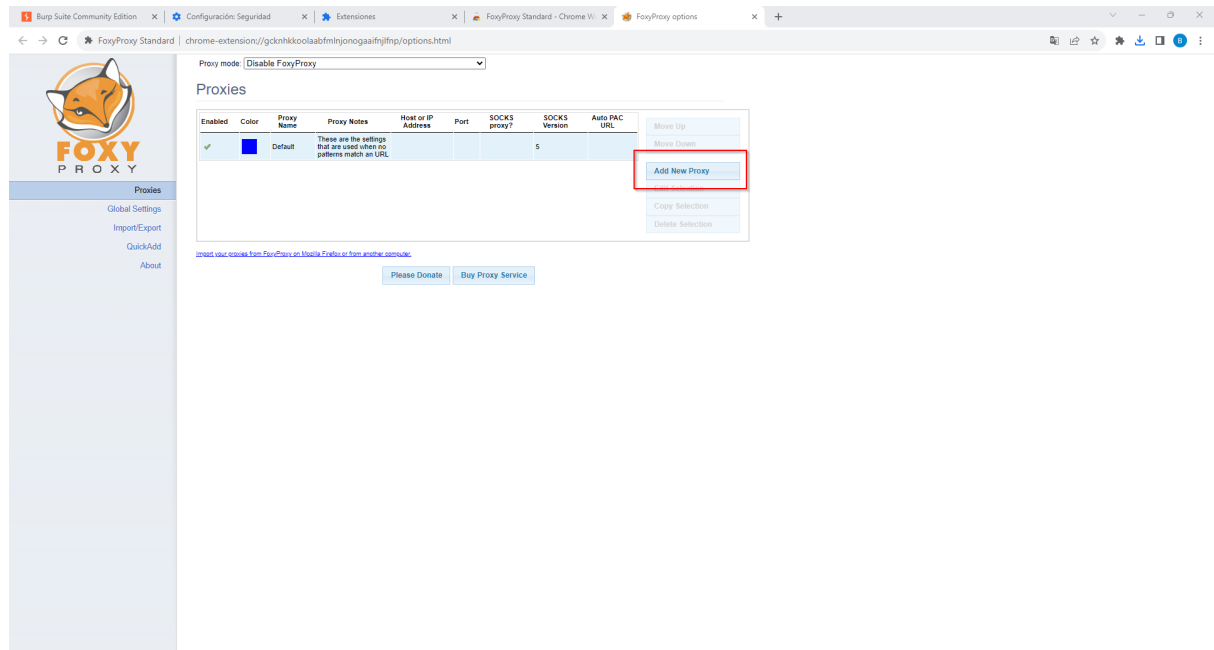 Burp Suite Community Edition
Configuración: Seguridad
Extensiones
FoxyProxy Standard - Chrome W
FoxyProxy options
FoxyProxy Standard | chrome-extension://gcknhkkoolaabfmlnjonogaaifnjlfnp/options.html
B
FOXY
PROXY
Proxies
Global Settings
Import/Export
QuickAdd
About
Proxy mode: Disable FoxyProxy
Proxies
Enabled Color Proxy Name Proxy Notes Host or IP Address Port SOCKS proxy? SOCKS Version Auto PAC URL
Default These are the settings that are used when no patterns match an URL 5
Move Up
Move Down
Add New Proxy
Edit Selection
Copy Selection
Delete Selection
Import your proxies from FoxyProxy on Mozilla Firefox or from another computer.
Please Donate Buy Proxy Service